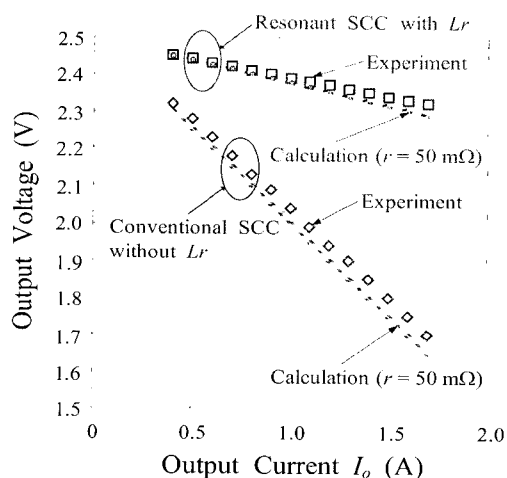 Resonant SCC with Lr
2.5
Experiment
2.4
2.3
Calculation (r = 50 mΩ)
2.2
Experiment
2.1
Conventional SCC
without Lr
2.0
1.9
1.8
1.7
Calculation (r = 50 mΩ)
1.6
1.5
0
0.5
1.0
1.5
2.0
Output Voltage (V)
Output Current Io (A)